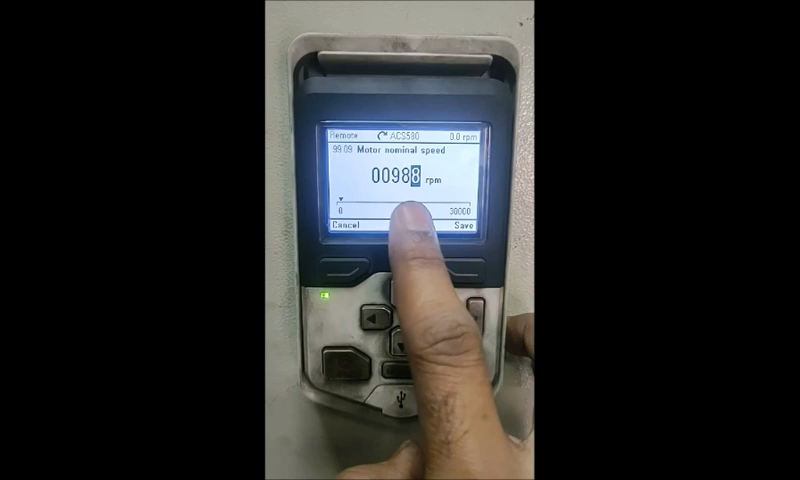 Remote ACS580 0.0 rpm
99.09 Motor nominal speed
00988 rpm
0 30000
Cancel Save